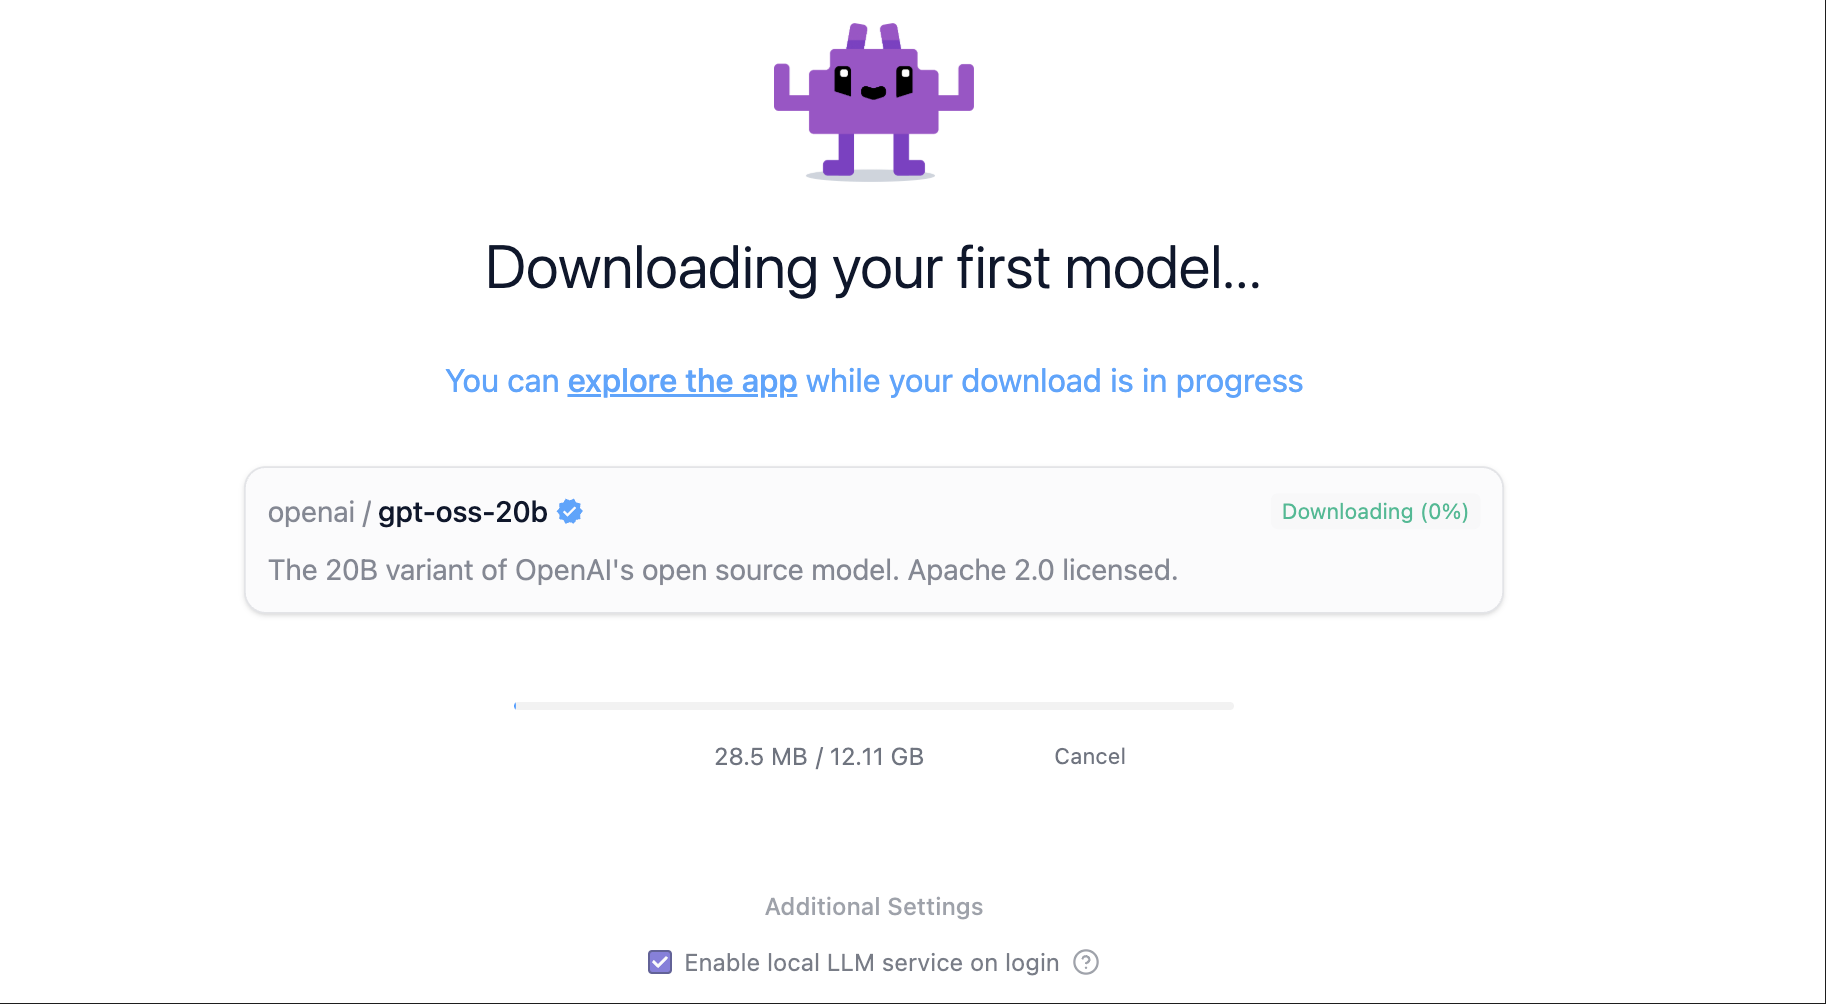 Downloading your first model...
You can explore the app while your download is in progress
openai / gpt-oss-20b
Downloading (0%)
The 20B variant of OpenAI's open source model. Apache 2.0 licensed.
28.5 MB / 12.11 GB
Cancel
Additional Settings
Enable local LLM service on login ?